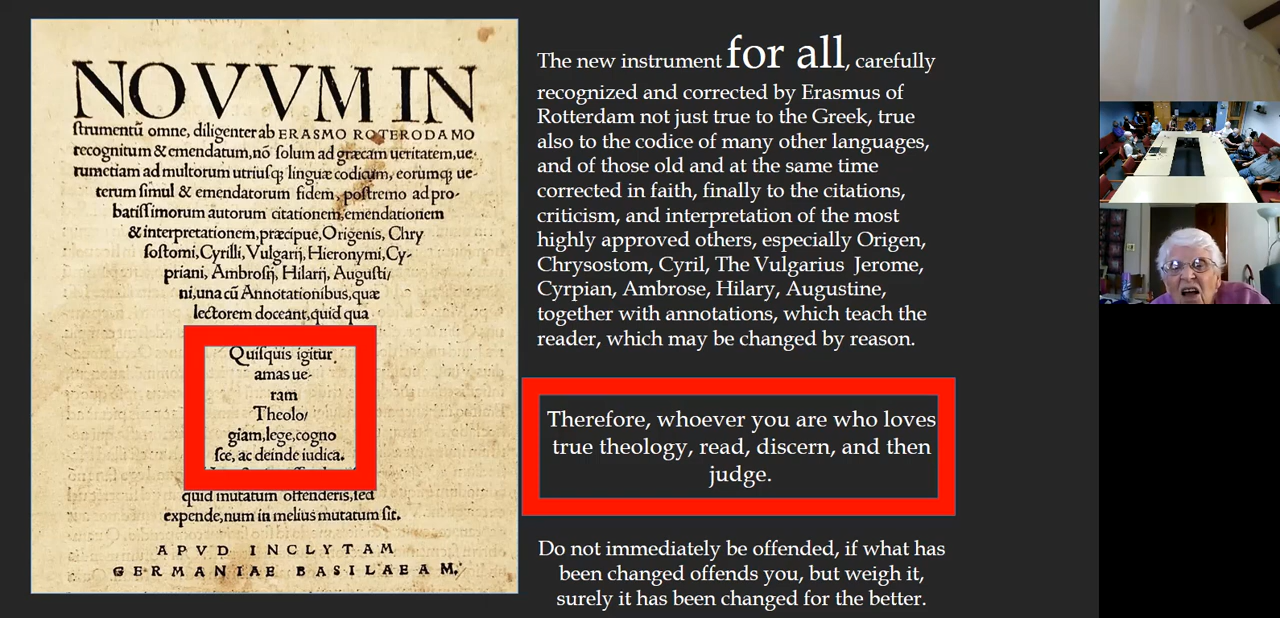 NOVVM IN
ſtrumentū omne, diligenter ab ERASMO ROTERODAMO
recognitum & emendatum, nō ſolum ad græcam ueritatem, ue
rumetiam ad multorum utriuſq; linguæ codicum, eorumq; ue-
terum ſimul & emendatorum fidem, poſtremo ad pro-
batiſſimorum autorum citationem, emendationem
& interpretationem, præcipue, Origenis, Chry
ſoſtomi, Cyrilli, Vulgarij, Hieronymi, Cy-
priani, Ambroſij, Hilarij, Auguſti/
ni, una cū Annotationibus, quæ
lectorem doceant, quid qua
Quiſquis igitur
amas ue-
ram
Theolo/
giam, lege, cogno
ſce, ac deinde iudica.
quid mutatum offenderis, ſed
expende, num in melius mutatum ſit.
APVD INCLYTAM
GERMANIAE BASILAEAM.
The new instrument for all, carefully
recognized and corrected by Erasmus of
Rotterdam not just true to the Greek, true
also to the codice of many other languages,
and of those old and at the same time
corrected in faith, finally to the citations,
criticism, and interpretation of the most
highly approved others, especially Origen,
Chrysostom, Cyril, The Vulgarius Jerome,
Cyrpian, Ambrose, Hilary, Augustine,
together with annotations, which teach the
reader, which may be changed by reason.
Therefore, whoever you are who loves
true theology, read, discern, and then
judge.
Do not immediately be offended, if what has
been changed offends you, but weigh it,
surely it has been changed for the better.